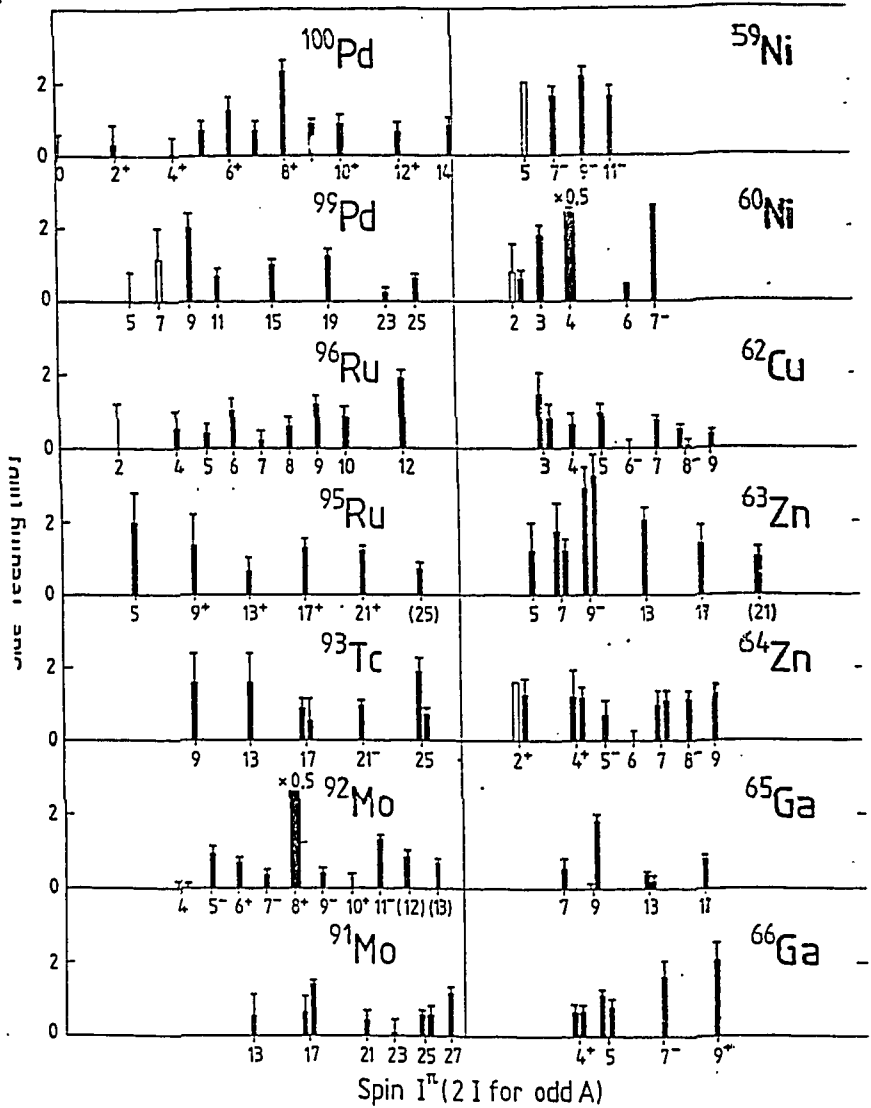 100Pd 59Ni
2
0
0 2+ 4+ 6+ 8+ 10+ 12+ 14 5 7- 9- 11-
99Pd ×0.5 60Ni
2
0
5 7 9 11 15 19 23 25 2 3 4 6 7-
96Ru 62Cu
2
0
2 4 5 6 7 8 9 10 12 3 4 5 6- 7 8- 9
95Ru 63Zn
2
0
5 9+ 13+ 17+ 21+ (25) 5 7 9- 13 17 (21)
93Tc 64Zn
2
0
9 13 17 21- 25 2+ 4+ 5- 6 7 8- 9
×0.5 92Mo 65Ga
2
0
4 5- 6+ 7- 8+ 9- 10+ 11- (12) (13) 7 9 13
91Mo 66Ga
2
0
13 17 21 23 25 27 4+ 5 7- 9+
Spin Iπ (2 I for odd A)